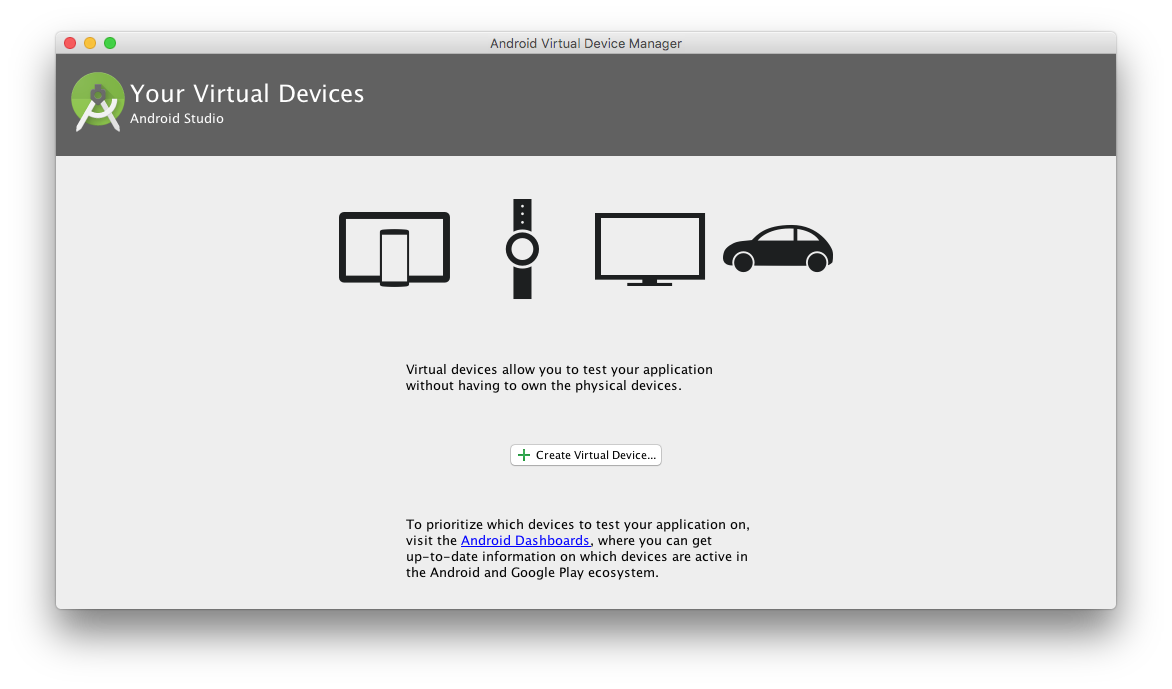 Android Virtual Device Manager
Your Virtual Devices
Android Studio
Virtual devices allow you to test your application
without having to own the physical devices.
Create Virtual Device...
To prioritize which devices to test your application on,
visit the Android Dashboards, where you can get
up-to-date information on which devices are active in
the Android and Google Play ecosystem.